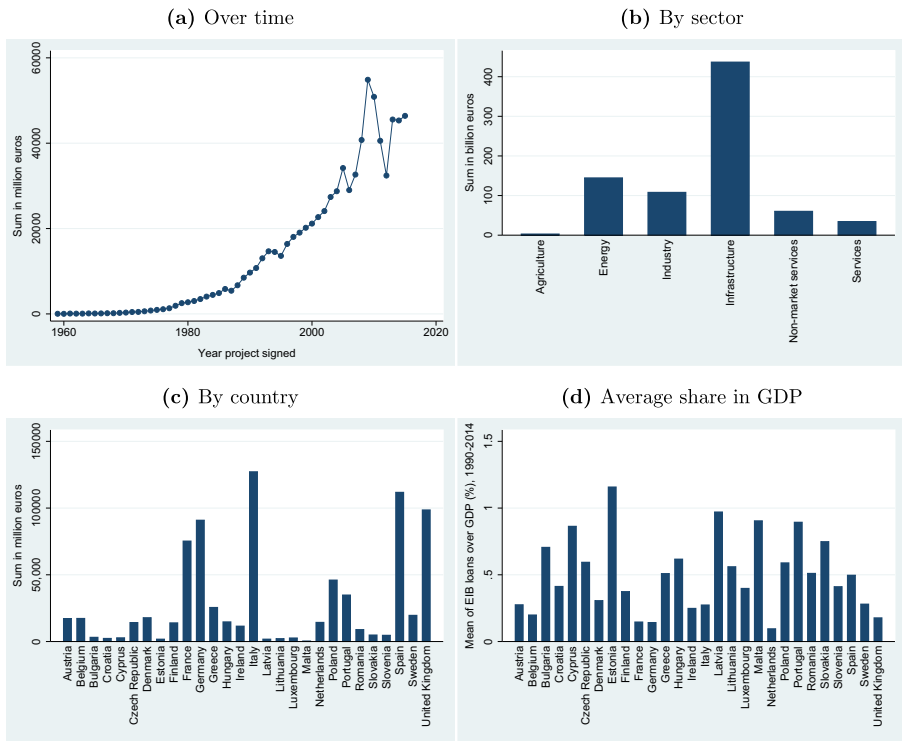 (a) Over time
Sum in million euros
60000
40000
20000
0
1960
1980
2000
2020
Year project signed
(b) By sector
Sum in billion euros
400
300
200
100
0
Agriculture
Energy
Industry
Infrastructure
Non-market services
Services
(c) By country
Sum in million euros
150000
100000
50,000
0
Austria
Belgium
Bulgaria
Croatia
Cyprus
Czech Republic
Denmark
Estonia
Finland
France
Germany
Greece
Hungary
Ireland
Italy
Latvia
Lithuania
Luxembourg
Malta
Netherlands
Poland
Portugal
Romania
Slovakia
Slovenia
Spain
Sweden
United Kingdom
(d) Average share in GDP
Mean of EIB loans over GDP (%), 1990-2014
1.5
1
.5
0
Austria
Belgium
Bulgaria
Croatia
Cyprus
Czech Republic
Denmark
Estonia
Finland
France
Germany
Greece
Hungary
Ireland
Italy
Latvia
Lithuania
Luxembourg
Malta
Netherlands
Poland
Portugal
Romania
Slovakia
Slovenia
Spain
Sweden
United Kingdom